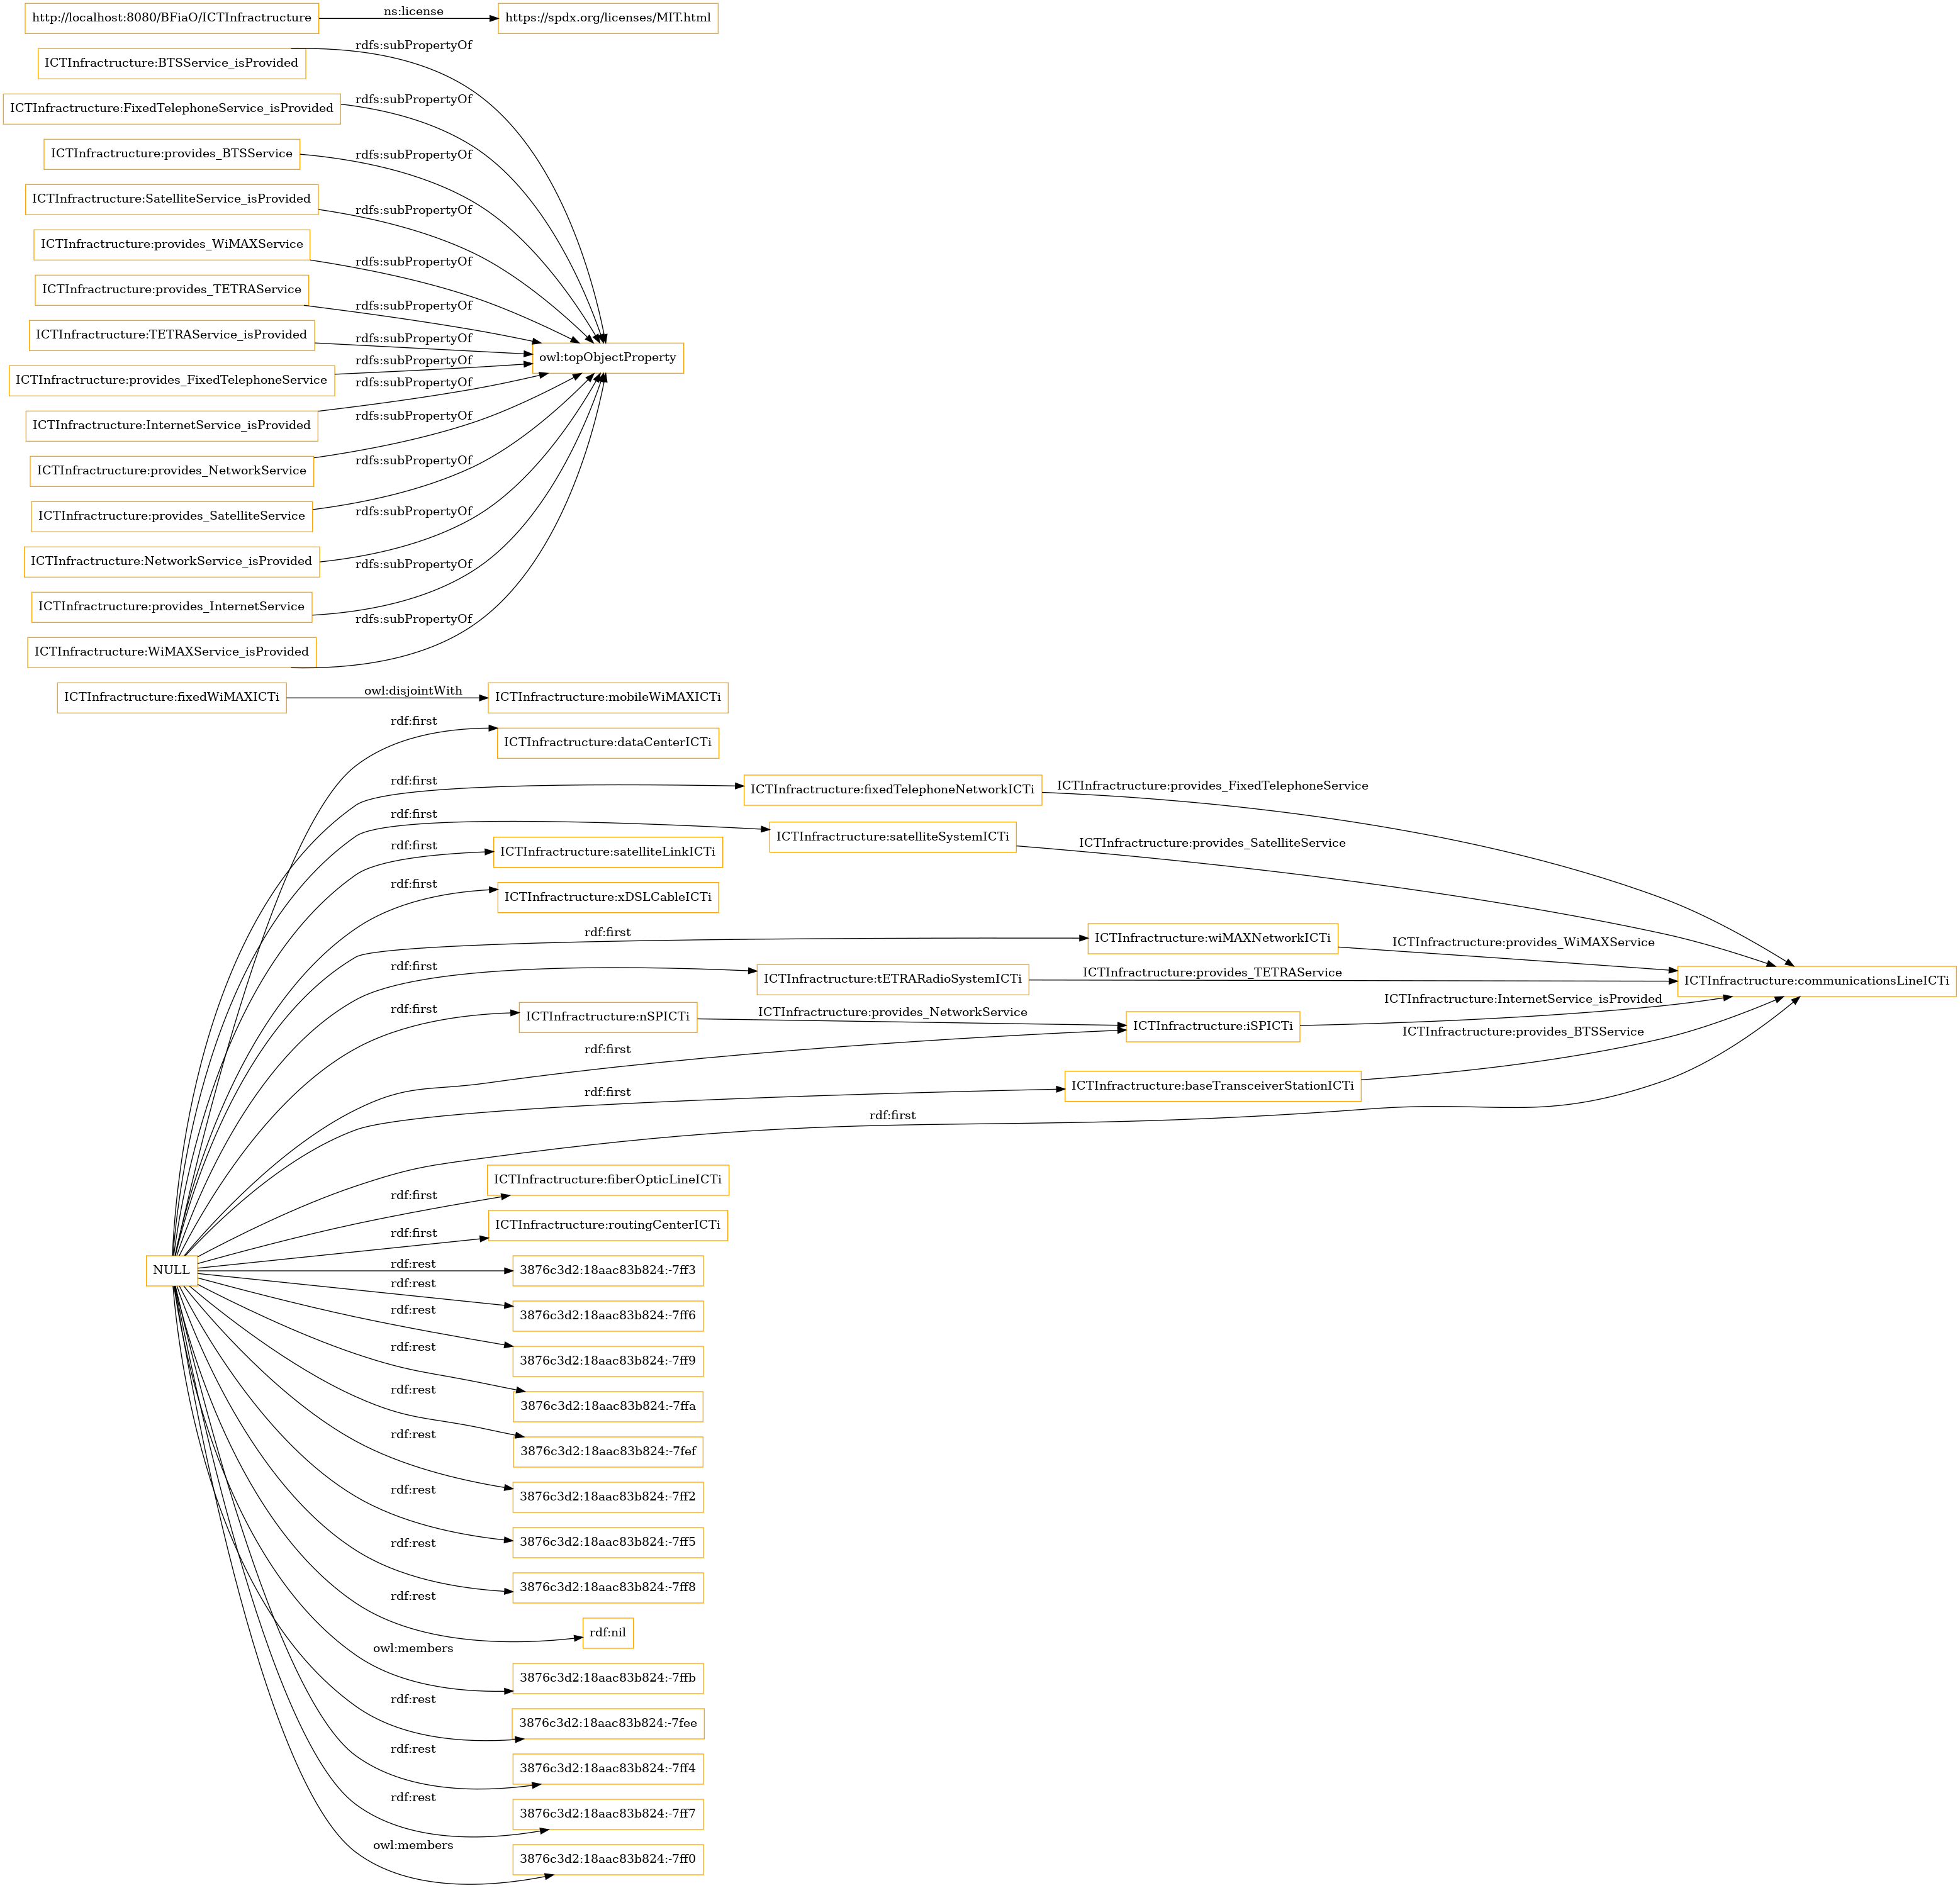 http://localhost:8080/BFiaO/ICTInfractructure
ns:license
https://spdx.org/licenses/MIT.html
ICTInfractructure:BTSService_isProvided
rdfs:subPropertyOf
ICTInfractructure:FixedTelephoneService_isProvided
rdfs:subPropertyOf
ICTInfractructure:provides_BTSService
rdfs:subPropertyOf
ICTInfractructure:SatelliteService_isProvided
rdfs:subPropertyOf
ICTInfractructure:provides_WiMAXService
rdfs:subPropertyOf
ICTInfractructure:provides_TETRAService
rdfs:subPropertyOf
ICTInfractructure:TETRAService_isProvided
rdfs:subPropertyOf
owl:topObjectProperty
ICTInfractructure:provides_FixedTelephoneService
rdfs:subPropertyOf
ICTInfractructure:InternetService_isProvided
rdfs:subPropertyOf
ICTInfractructure:provides_NetworkService
rdfs:subPropertyOf
ICTInfractructure:provides_SatelliteService
rdfs:subPropertyOf
ICTInfractructure:NetworkService_isProvided
rdfs:subPropertyOf
ICTInfractructure:provides_InternetService
rdfs:subPropertyOf
ICTInfractructure:WiMAXService_isProvided
rdfs:subPropertyOf
ICTInfractructure:fixedWiMAXICTi
owl:disjointWith
ICTInfractructure:mobileWiMAXICTi
rdf:first
ICTInfractructure:dataCenterICTi
rdf:first
ICTInfractructure:fixedTelephoneNetworkICTi
ICTInfractructure:provides_FixedTelephoneService
rdf:first
ICTInfractructure:satelliteSystemICTi
ICTInfractructure:provides_SatelliteService
rdf:first
ICTInfractructure:satelliteLinkICTi
rdf:first
ICTInfractructure:xDSLCableICTi
rdf:first
ICTInfractructure:wiMAXNetworkICTi
ICTInfractructure:provides_WiMAXService
rdf:first
ICTInfractructure:tETRARadioSystemICTi
ICTInfractructure:provides_TETRAService
ICTInfractructure:communicationsLineICTi
rdf:first
ICTInfractructure:nSPICTi
ICTInfractructure:provides_NetworkService
ICTInfractructure:iSPICTi
ICTInfractructure:InternetService_isProvided
rdf:first
ICTInfractructure:provides_BTSService
rdf:first
ICTInfractructure:baseTransceiverStationICTi
rdf:first
rdf:first
ICTInfractructure:fiberOpticLineICTi
rdf:first
ICTInfractructure:routingCenterICTi
NULL
rdf:rest
3876c3d2:18aac83b824:-7ff3
rdf:rest
3876c3d2:18aac83b824:-7ff6
rdf:rest
3876c3d2:18aac83b824:-7ff9
rdf:rest
3876c3d2:18aac83b824:-7ffa
rdf:rest
3876c3d2:18aac83b824:-7fef
rdf:rest
3876c3d2:18aac83b824:-7ff2
rdf:rest
3876c3d2:18aac83b824:-7ff5
rdf:rest
3876c3d2:18aac83b824:-7ff8
rdf:rest
rdf:nil
owl:members
3876c3d2:18aac83b824:-7ffb
rdf:rest
3876c3d2:18aac83b824:-7fee
rdf:rest
3876c3d2:18aac83b824:-7ff4
rdf:rest
3876c3d2:18aac83b824:-7ff7
owl:members
3876c3d2:18aac83b824:-7ff0